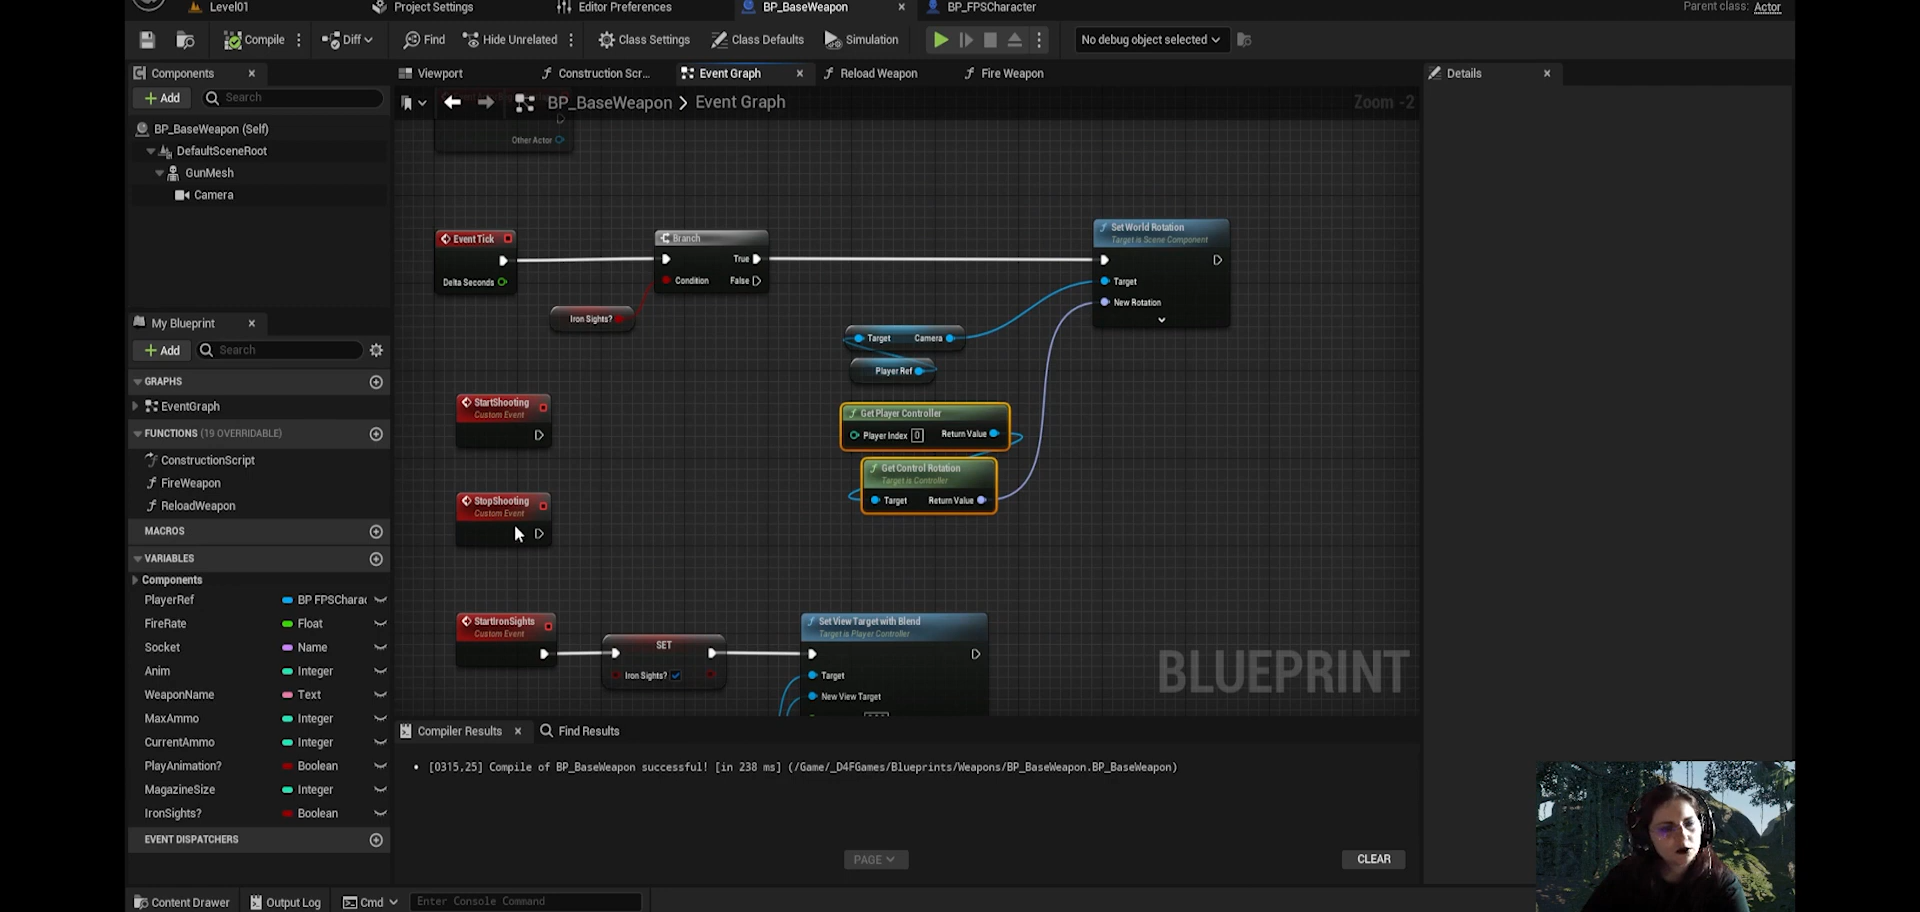 Level01
Project Settings
Editor Preferences
BP_BaseWeapon
BP_FPSCharacter
Parent class: Actor
Compile
Diff
Find
Hide Unrelated
Class Settings
Class Defaults
Simulation
No debug object selected
Components
Viewport
Construction Scr...
Event Graph
Reload Weapon
Fire Weapon
Details
Add
Search
BP_BaseWeapon > Event Graph
Zoom -2
BP_BaseWeapon (Self)
DefaultSceneRoot
GunMesh
Camera
Other Actor
Event Tick
Delta Seconds
Branch
True
Condition
False
Iron Sights?
Set World Rotation
Target is Scene Component
Target
New Rotation
Target
Camera
Player Ref
Get Player Controller
Player Index 0
Return Value
Get Control Rotation
Target is Controller
Target
Return Value
StartShooting
Custom Event
StopShooting
Custom Event
StartIronSights
Custom Event
SET
Iron Sights?
Set View Target with Blend
Target is Player Controller
Target
New View Target
BLUEPRINT
My Blueprint
Add
Search
GRAPHS
EventGraph
FUNCTIONS (19 OVERRIDABLE)
ConstructionScript
FireWeapon
ReloadWeapon
MACROS
VARIABLES
Components
PlayerRef BP FPSCharac
FireRate Float
Socket Name
Anim Integer
WeaponName Text
MaxAmmo Integer
CurrentAmmo Integer
PlayAnimation? Boolean
MagazineSize Integer
IronSights? Boolean
EVENT DISPATCHERS
Compiler Results
Find Results
[0315,25] Compile of BP_BaseWeapon successful! [in 238 ms] (/Game/_D4FGames/Blueprints/Weapons/BP_BaseWeapon.BP_BaseWeapon)
PAGE
CLEAR
Content Drawer
Output Log
Cmd
Enter Console Command